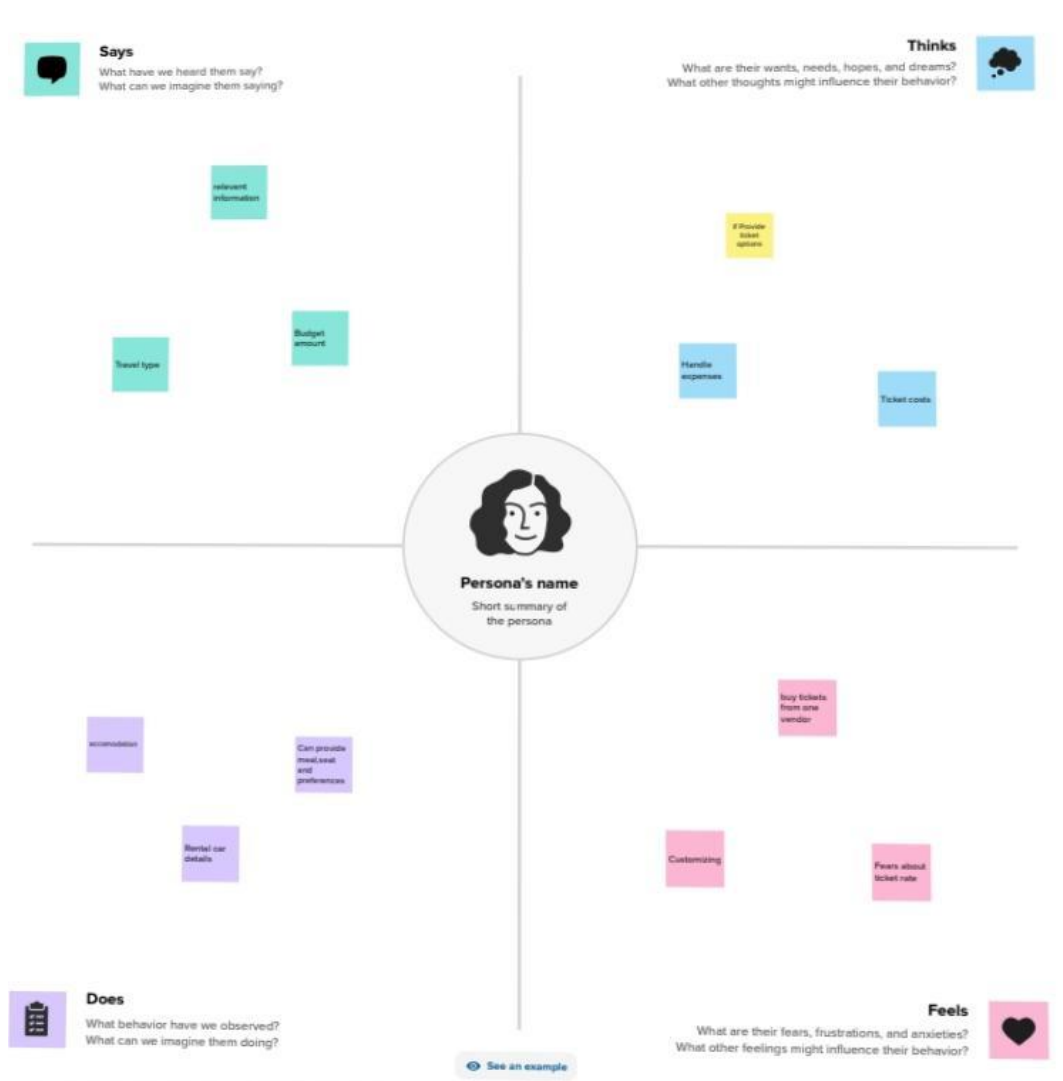 Says
What have we heard them say?
What can we imagine them saying?
Thinks
What are their wants, needs, hopes, and dreams?
What other thoughts might influence their behavior?
relevent
information
Travel type
Budget
amount
If Provide
ticket
options
Handle
expenses
Ticket costs
Persona's name
Short summary of
the persona
accomodation
Can provide
meal,seat
and
preferences
Rental car
details
buy tickets
from one
vendor
Customizing
Fears about
ticket rate
Does
What behavior have we observed?
What can we imagine them doing?
Feels
What are their fears, frustrations, and anxieties?
What other feelings might influence their behavior?
See an example